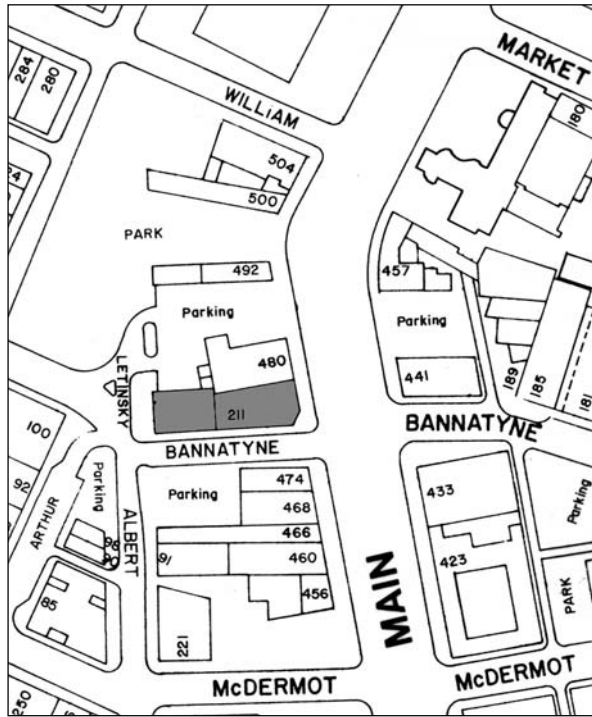 MARKET
284
280
WILLIAM
180
504
500
24
PARK
492
457
Parking
Parking
480
441
LETINSKY
189
185
181
211
BANNATYNE
BANNATYNE
100
92
Parking
ARTHUR
ALBERT
98
90
Parking
474
468
466
91
460
456
433
423
Parking
PARK
MAIN
85
221
McDERMOT
McDERMOT
250